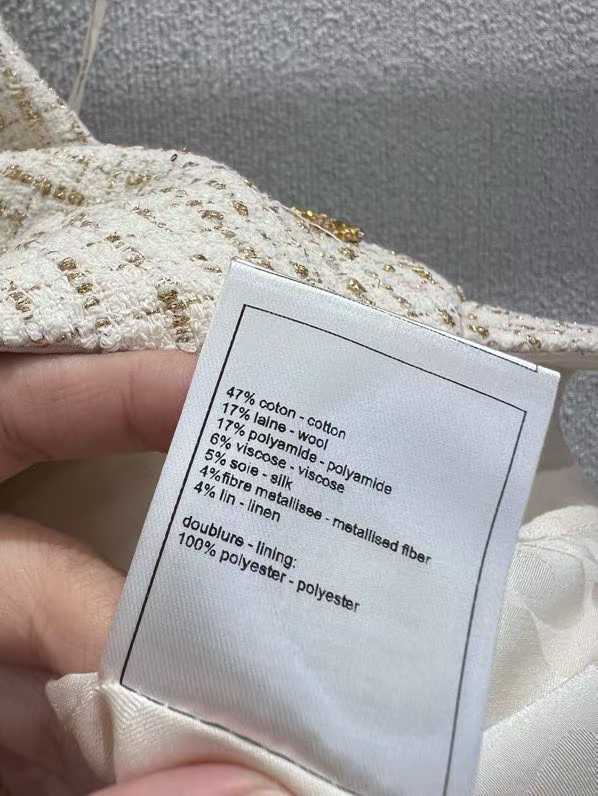 47% coton - cotton
17% laine - wool
17% polyamide - polyamide
6% viscose - viscose
5% soie - silk
4%fibre metallisee - metallised fiber
4% lin - linen
doublure - lining:
100% polyester - polyester